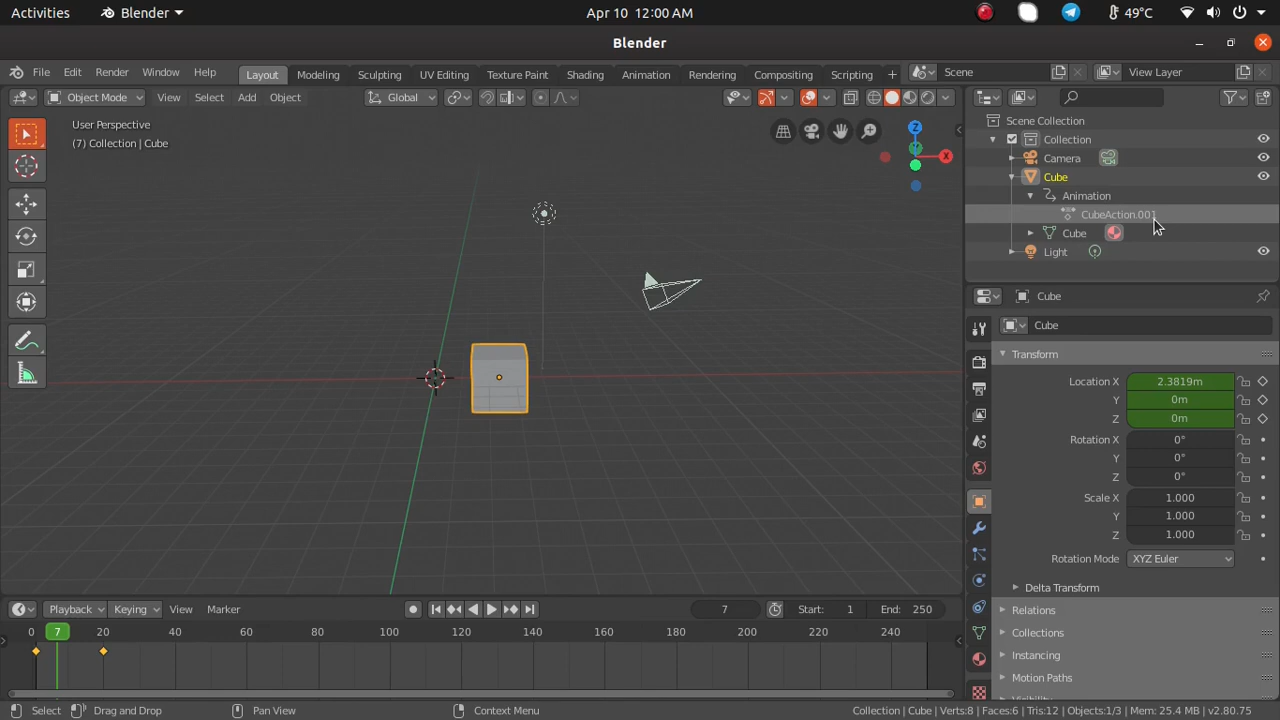 Activities Blender Apr 10 12:00 AM 49°C
Blender
File Edit Render Window Help Layout Modeling Sculpting UV Editing Texture Paint Shading Animation Rendering Compositing Scripting + Scene View Layer
Object Mode View Select Add Object Global
User Perspective
(7) Collection | Cube
Z
X
Scene Collection
Collection
Camera
Cube
Animation
CubeAction.001
Cube
Light
Cube
Cube
Transform
Location X 2.3819m
Y 0m
Z 0m
Rotation X 0°
Y 0°
Z 0°
Scale X 1.000
Y 1.000
Z 1.000
Rotation Mode XYZ Euler
Delta Transform
Relations
Collections
Instancing
Motion Paths
Playback Keying View Marker 7 Start: 1 End: 250
0 7 20 40 60 80 100 120 140 160 180 200 220 240
Select Drag and Drop Pan View Context Menu Collection | Cube | Verts:8 | Faces:6 | Tris:12 | Objects:1/3 | Mem: 25.4 MB | v2.80.75